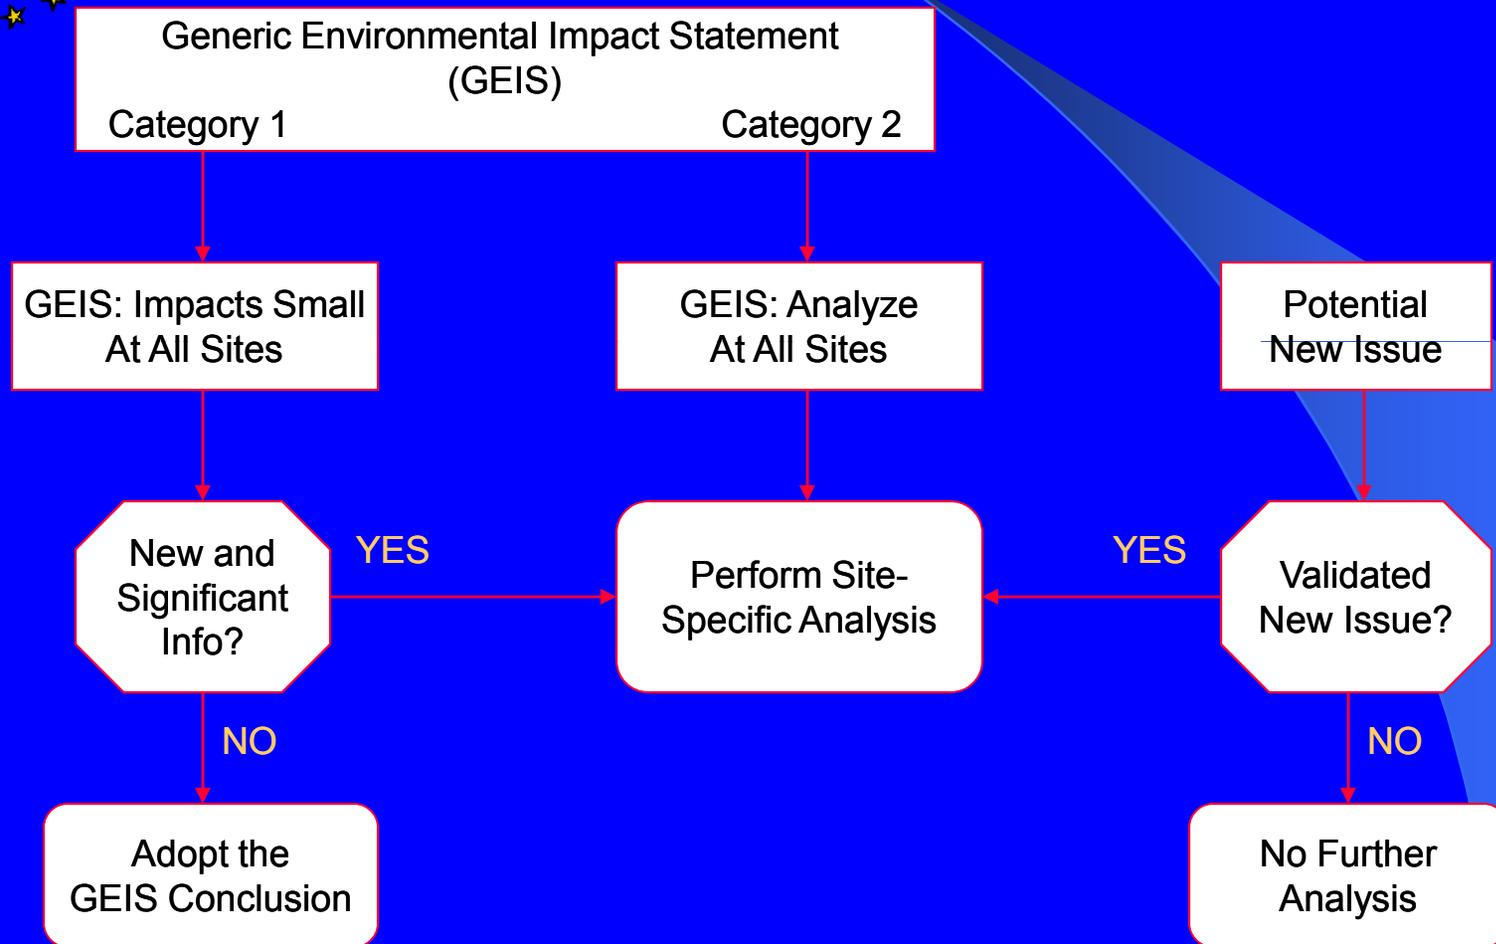 Generic Environmental Impact Statement
(GEIS)
Category 1
Category 2
GEIS: Impacts Small
At All Sites
GEIS: Analyze
At All Sites
Potential
New Issue
New and
Significant
Info?
YES
Perform Site-
Specific Analysis
YES
Validated
New Issue?
NO
NO
Adopt the
GEIS Conclusion
No Further
Analysis